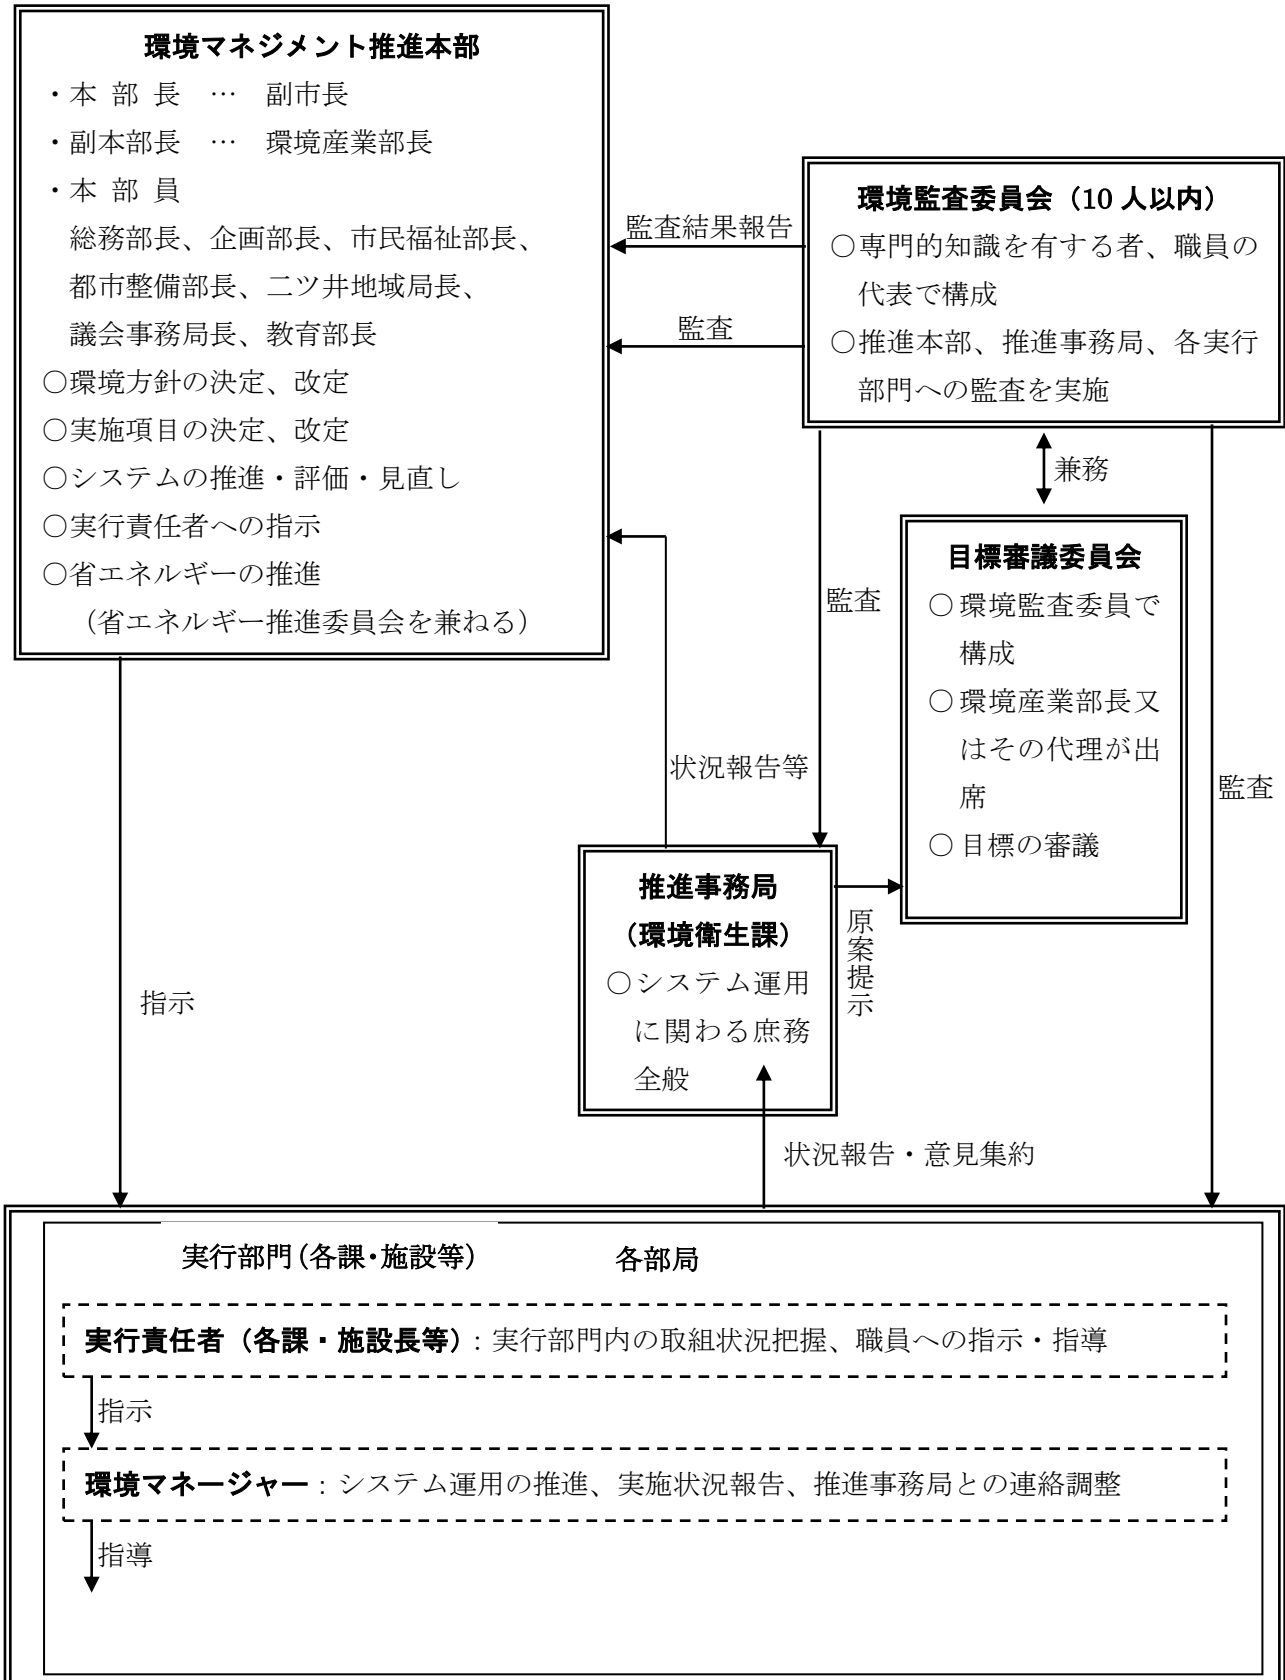 環境マネジメント推進本部
・本 部 長 … 副市長
・副本部長 … 環境産業部長
・本 部 員
総務部長、企画部長、市民福祉部長、
都市整備部長、二ツ井地域局長、
議会事務局長、教育部長
○環境方針の決定、改定
○実施項目の決定、改定
○システムの推進・評価・見直し
○実行責任者への指示
○省エネルギーの推進
（省エネルギー推進委員会を兼ねる）
監査結果報告
監査
環境監査委員会（10 人以内）
○専門的知識を有する者、職員の
代表で構成
○推進本部、推進事務局、各実行
部門への監査を実施
兼務
監査
目標審議委員会
○環境監査委員で
構成
○環境産業部長又
はその代理が出
席
○目標の審議
監査
状況報告等
推進事務局
（環境衛生課）
○システム運用
に関わる庶務
全般
原案提示
指示
状況報告・意見集約
実行部門（各課・施設等）
各部局
実行責任者（各課・施設長等）：実行部門内の取組状況把握、職員への指示・指導
指示
環境マネージャー：システム運用の推進、実施状況報告、推進事務局との連絡調整
指導